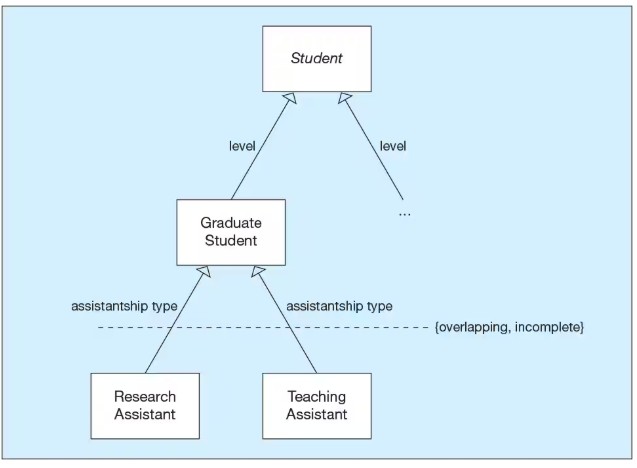 Student
level
level
Graduate
Student
...
assistantship type
assistantship type
{overlapping, incomplete}
Research
Assistant
Teaching
Assistant